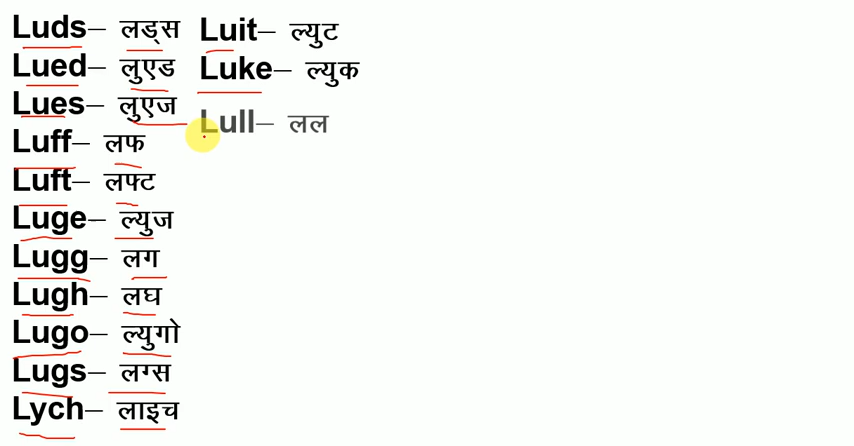 Luds– लड्स
Lued– लुएड
Lues– लुएज
Luff– लफ
Luft– लफ्ट
Luge– ल्युज
Lugg– लग
Lugh– लघ
Lugo– ल्युगो
Lugs– लग्स
Lych– लाइच
Luit– ल्युट
Luke– ल्युक
Lull– लल